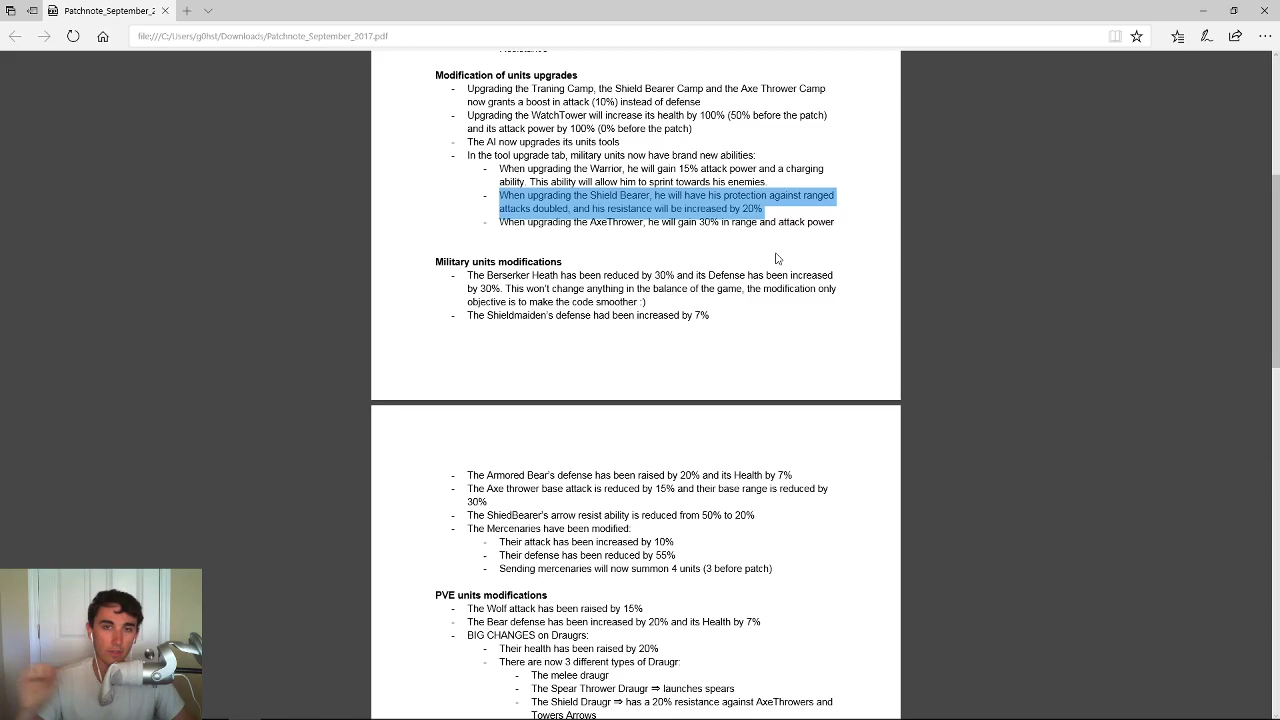 Patchnote_September_2
file:///C:/Users/g0hst/Downloads/Patchnote_September_2017.pdf
Resistance
Modification of units upgrades
- Upgrading the Traning Camp, the Shield Bearer Camp and the Axe Thrower Camp
now grants a boost in attack (10%) instead of defense
- Upgrading the WatchTower will increase its health by 100% (50% before the patch)
and its attack power by 100% (0% before the patch)
- The AI now upgrades its units tools
- In the tool upgrade tab, military units now have brand new abilities:
- When upgrading the Warrior, he will gain 15% attack power and a charging
ability. This ability will allow him to sprint towards his enemies.
- When upgrading the Shield Bearer, he will have his protection against ranged
attacks doubled, and his resistance will be increased by 20%
- When upgrading the AxeThrower, he will gain 30% in range and attack power
Military units modifications
- The Berserker Heath has been reduced by 30% and its Defense has been increased
by 30%. This won't change anything in the balance of the game, the modification only
objective is to make the code smoother :)
- The Shieldmaiden's defense had been increased by 7%
- The Armored Bear's defense has been raised by 20% and its Health by 7%
- The Axe thrower base attack is reduced by 15% and their base range is reduced by
30%
- The ShiedBearer's arrow resist ability is reduced from 50% to 20%
- The Mercenaries have been modified:
- Their attack has been increased by 10%
- Their defense has been reduced by 55%
- Sending mercenaries will now summon 4 units (3 before patch)
PVE units modifications
- The Wolf attack has been raised by 15%
- The Bear defense has been increased by 20% and its Health by 7%
- BIG CHANGES on Draugrs:
- Their health has been raised by 20%
- There are now 3 different types of Draugr:
- The melee draugr
- The Spear Thrower Draugr ⇒ launches spears
- The Shield Draugr ⇒ has a 20% resistance against AxeThrowers and
Towers Arrows